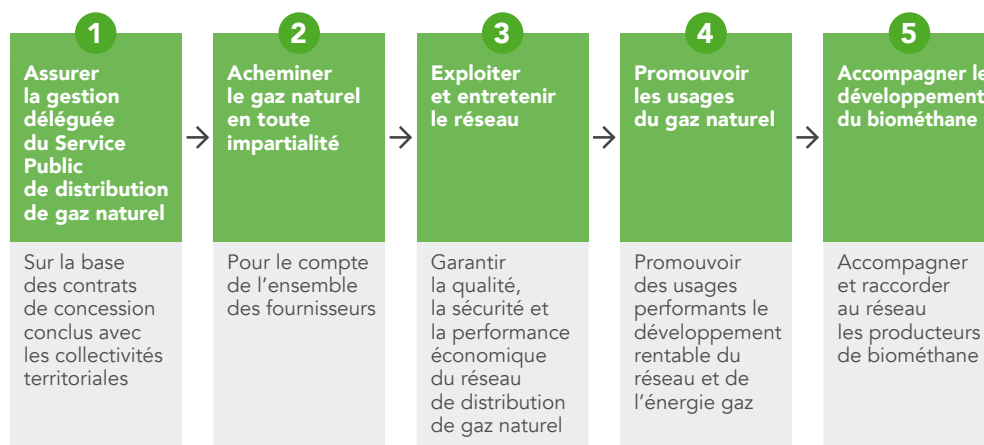 1
Assurer
la gestion
déléguée
du Service
Public
de distribution
de gaz naturel
Sur la base
des contrats
de concession
conclus avec
les collectivités
territoriales
2
Acheminer
le gaz naturel
en toute
impartialité
Pour le compte
de l’ensemble
des fournisseurs
3
Exploiter
et entretenir
le réseau
Garantir
la qualité,
la sécurité et
la performance
économique
du réseau
de distribution
de gaz naturel
4
Promouvoir
les usages
du gaz naturel
Promouvoir
des usages
performants le
développement
rentable du
réseau et de
l’énergie gaz
5
Accompagner le
développement
du biométhane
Accompagner
et raccorder
au réseau
les producteurs
de biométhane